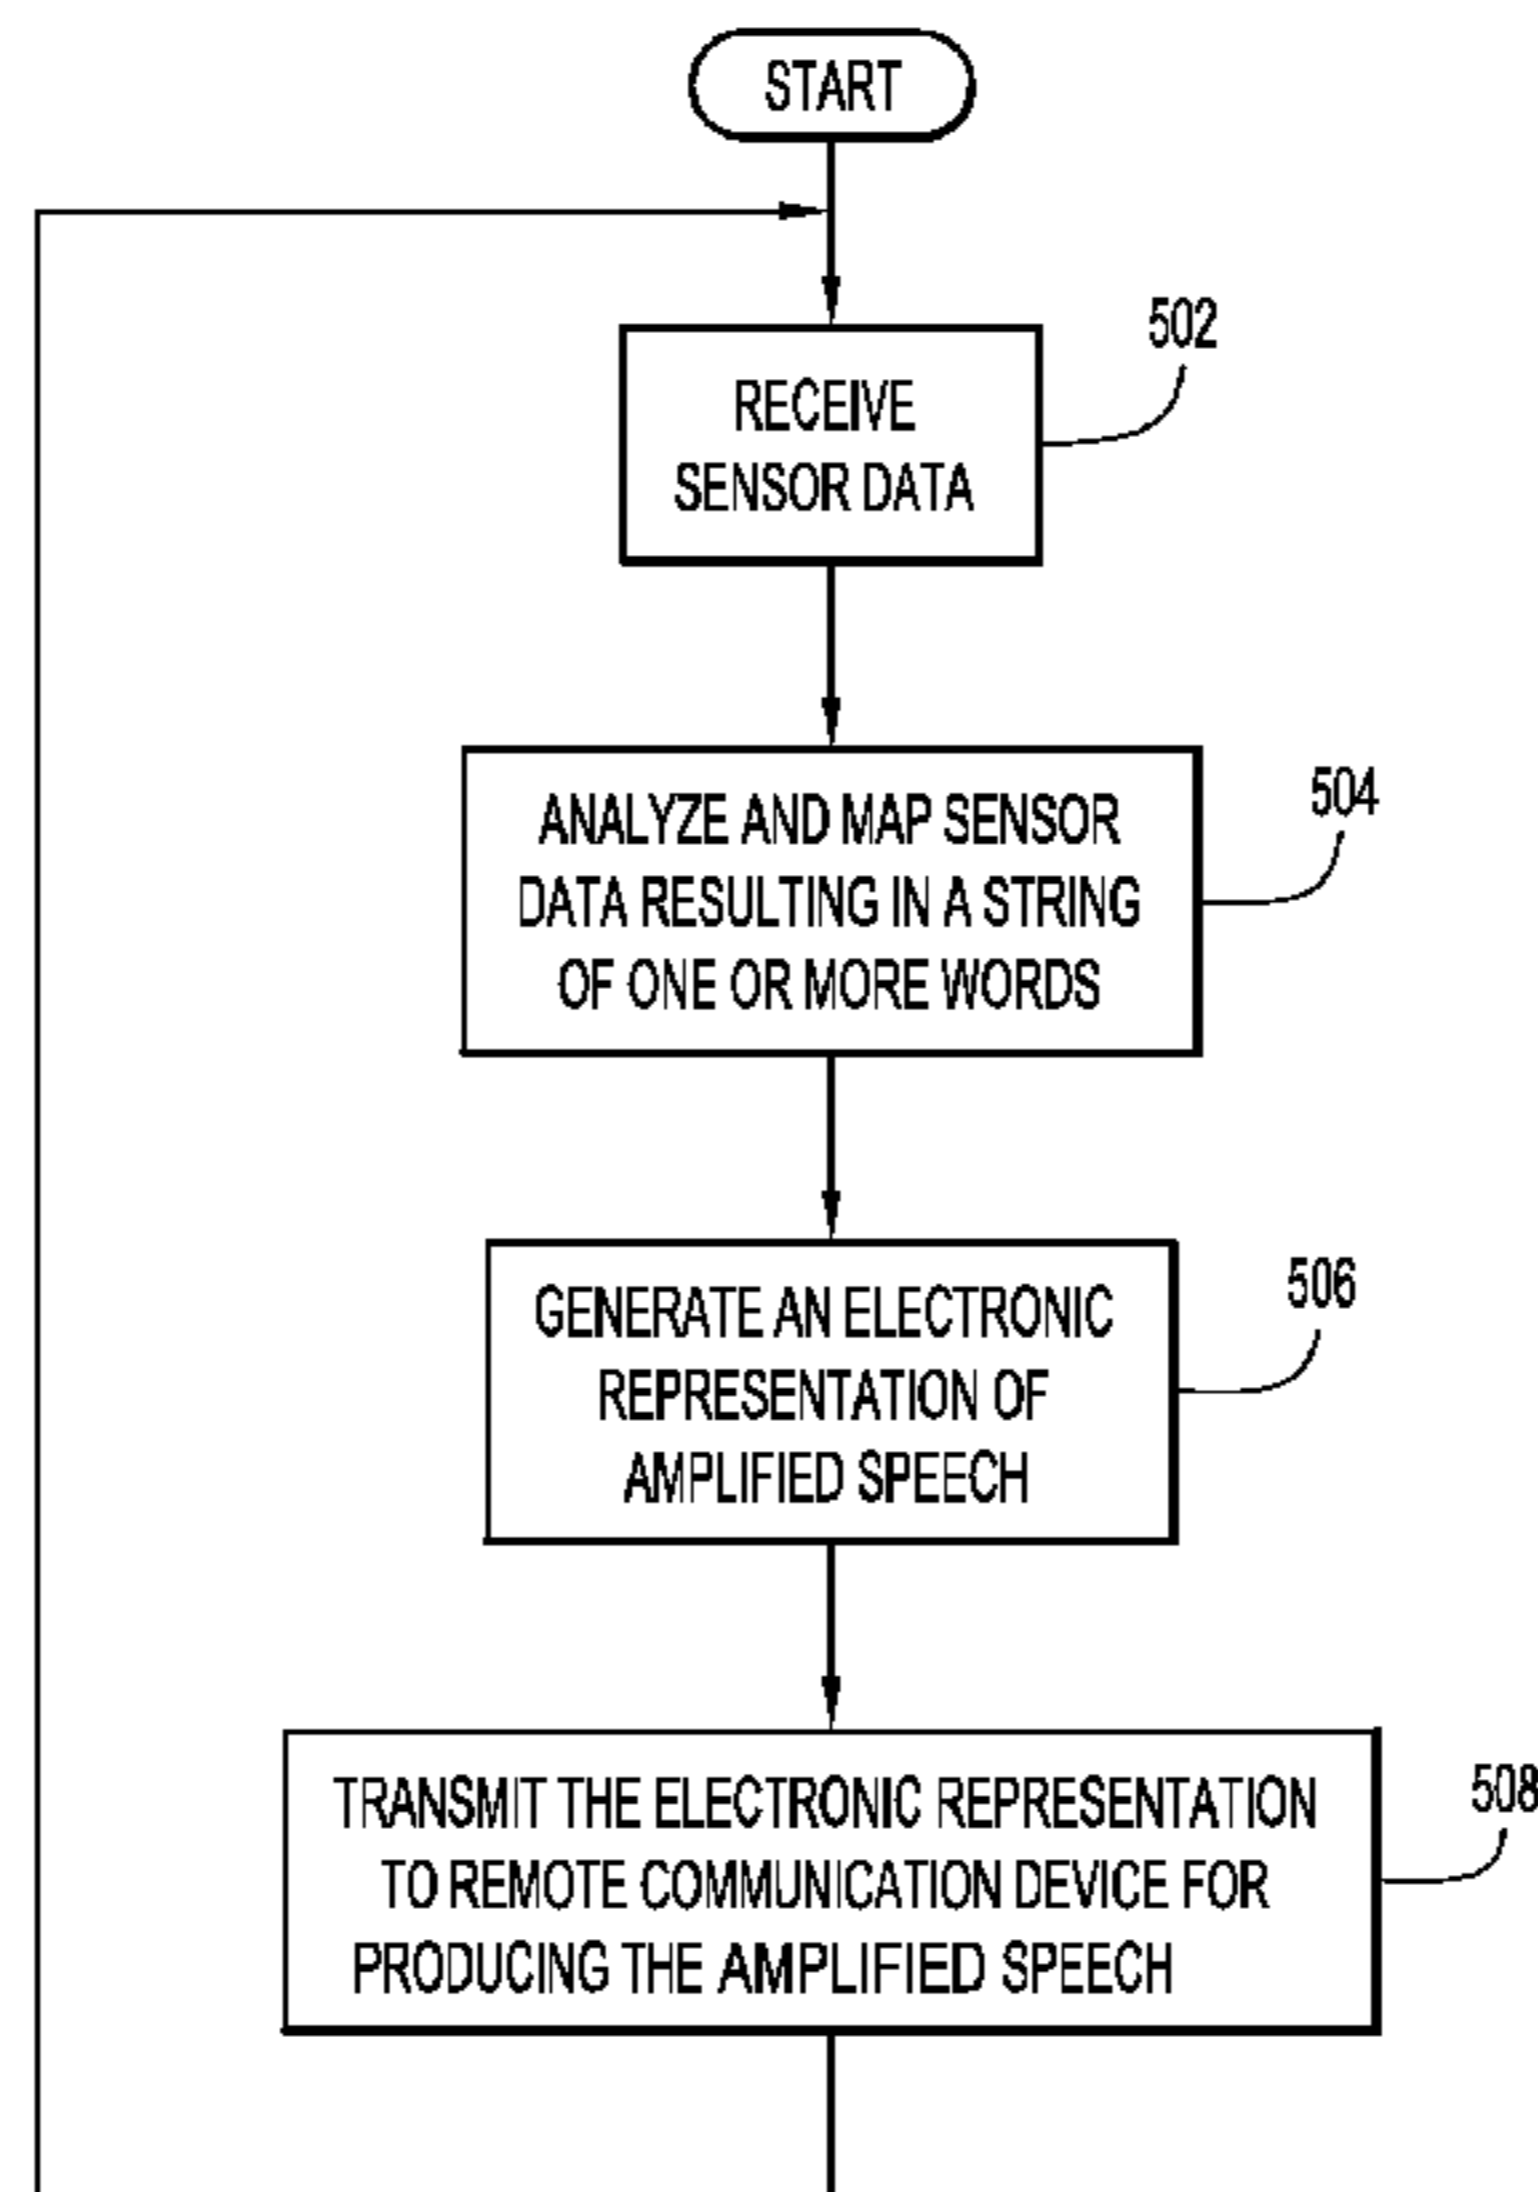 START
502
RECEIVE
SENSOR DATA
504
ANALYZE AND MAP SENSOR
DATA RESULTING IN A STRING
OF ONE OR MORE WORDS
506
GENERATE AN ELECTRONIC
REPRESENTATION OF
AMPLIFIED SPEECH
508
TRANSMIT THE ELECTRONIC REPRESENTATION
TO REMOTE COMMUNICATION DEVICE FOR
PRODUCING THE AMPLIFIED SPEECH